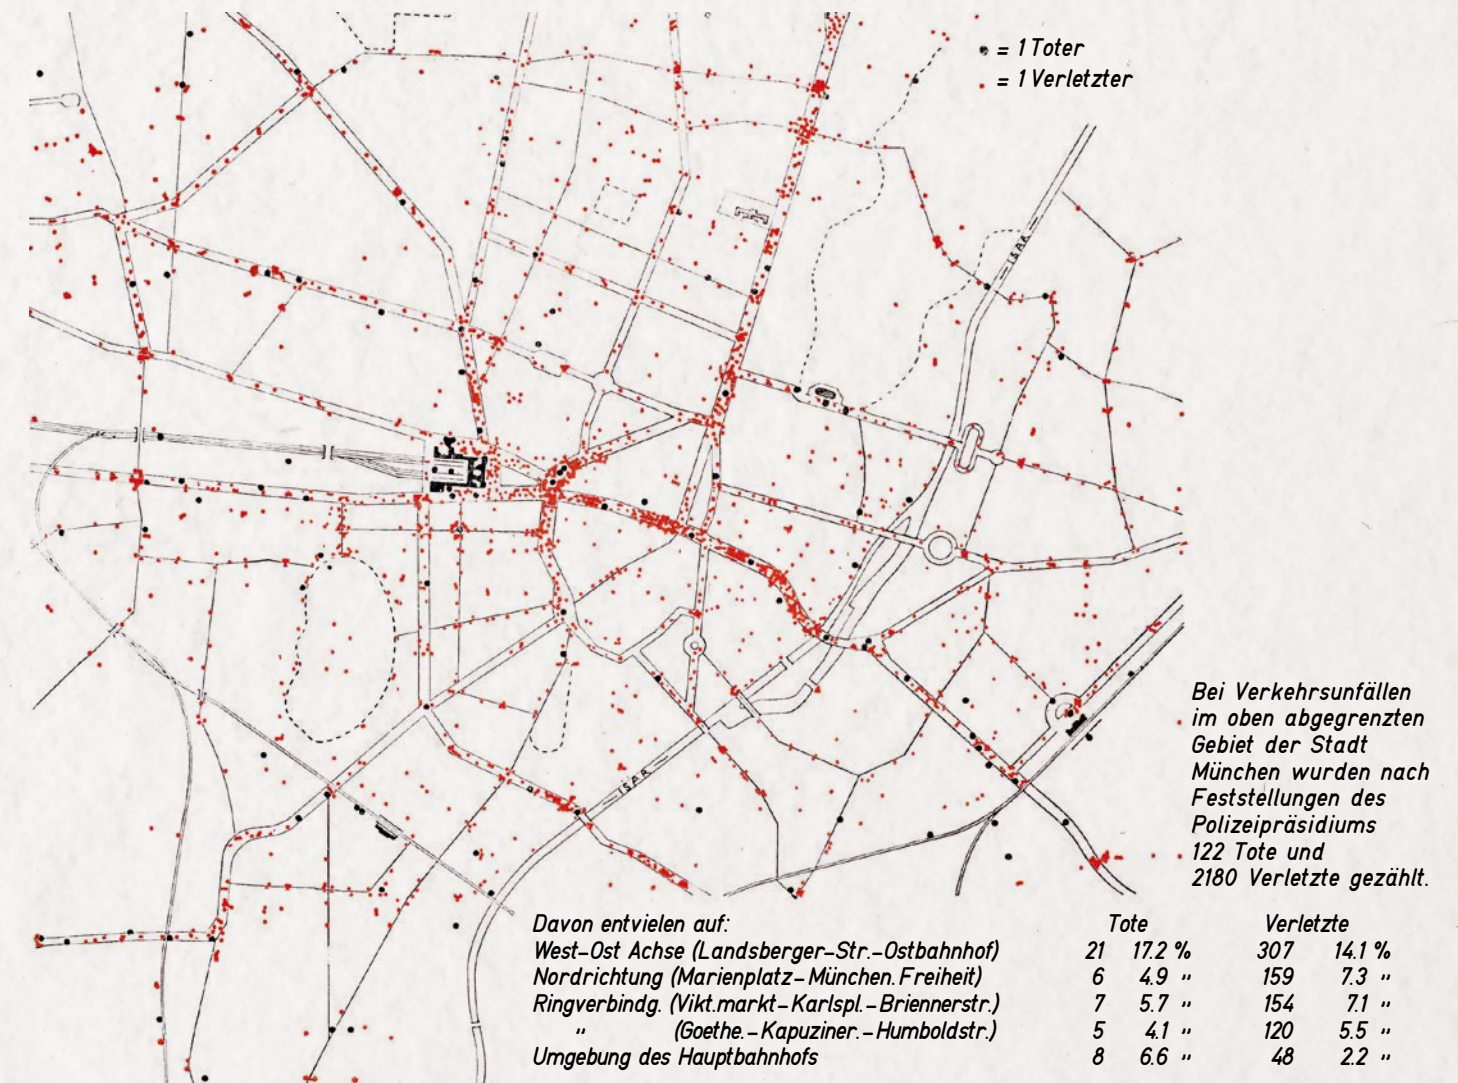 = 1 Toter
= 1 Verletzter
ISAR
ISAR
Bei Verkehrsunfällen
im oben abgegrenzten
Gebiet der Stadt
München wurden nach
Feststellungen des
Polizeipräsidiums
122 Tote und
2180 Verletzte gezählt.
Davon entvielen auf: Tote Verletzte
West-Ost Achse (Landsberger-Str.-Ostbahnhof) 21 17.2 % 307 14.1 %
Nordrichtung (Marienplatz-München.Freiheit) 6 4.9 " 159 7.3 "
Ringverbindg. (Vikt.markt-Karlspl.-Briennerstr.) 7 5.7 " 154 7.1 "
" (Goethe.-Kapuziner.-Humboldstr.) 5 4.1 " 120 5.5 "
Umgebung des Hauptbahnhofs 8 6.6 " 48 2.2 "